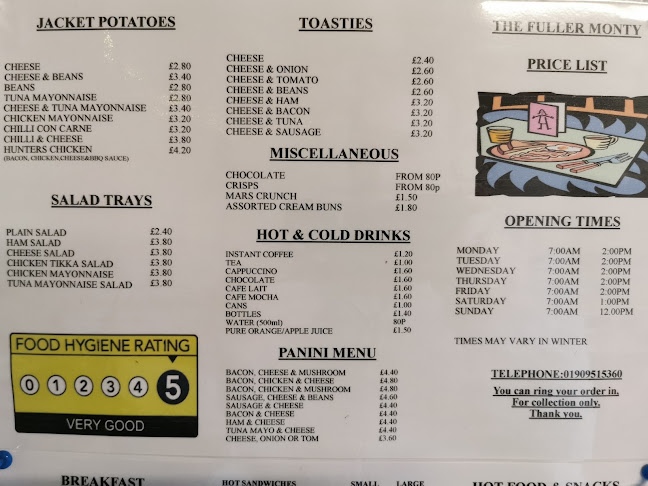 JACKET POTATOES
CHEESE £2.80
CHEESE & BEANS £3.40
BEANS £2.80
TUNA MAYONNAISE £2.80
CHEESE & TUNA MAYONNAISE £3.40
CHICKEN MAYONNAISE £3.20
CHILLI CON CARNE £3.20
CHILLI & CHEESE £3.80
HUNTERS CHICKEN £4.20
(BACON, CHICKEN,CHEESE&BBQ SAUCE)
SALAD TRAYS
PLAIN SALAD £2.40
HAM SALAD £3.80
CHEESE SALAD £3.80
CHICKEN TIKKA SALAD £3.80
CHICKEN MAYONNAISE £3.80
TUNA MAYONNAISE SALAD £3.80
FOOD HYGIENE RATING
0 1 2 3 4 5
VERY GOOD
BREAKFAST
TOASTIES
CHEESE £2.40
CHEESE & ONION £2.60
CHEESE & TOMATO £2.60
CHEESE & BEANS £2.60
CHEESE & HAM £3.20
CHEESE & BACON £3.20
CHEESE & TUNA £3.20
CHEESE & SAUSAGE £3.20
MISCELLANEOUS
CHOCOLATE FROM 80P
CRISPS FROM 80p
MARS CRUNCH £1.50
ASSORTED CREAM BUNS £1.80
HOT & COLD DRINKS
INSTANT COFFEE £1.20
TEA £1.00
CAPPUCCINO £1.60
CHOCOLATE £1.60
CAFE LAIT £1.60
CAFE MOCHA £1.60
CANS £1.00
BOTTLES £1.40
WATER (500ml) 80P
PURE ORANGE/APPLE JUICE £1.50
PANINI MENU
BACON, CHEESE & MUSHROOM £4.40
BACON, CHICKEN & CHEESE £4.80
BACON, CHICKEN & MUSHROOM £4.80
SAUSAGE, CHEESE & BEANS £4.60
SAUSAGE & CHEESE £4.40
BACON & CHEESE £4.40
HAM & CHEESE £4.40
TUNA MAYO & CHEESE £4.40
CHEESE, ONION OR TOM £3.60
HOT SANDWICHES SMALL LARGE
THE FULLER MONTY
PRICE LIST
OPENING TIMES
MONDAY 7:00AM 2:00PM
TUESDAY 7:00AM 2:00PM
WEDNESDAY 7:00AM 2:00PM
THURSDAY 7:00AM 2:00PM
FRIDAY 7:00AM 2:00PM
SATURDAY 7:00AM 1:00PM
SUNDAY 7:00AM 12.00PM
TIMES MAY VARY IN WINTER
TELEPHONE:01909515360
You can ring your order in.
For collection only.
Thank you.
HOT FOOD & SNACKS